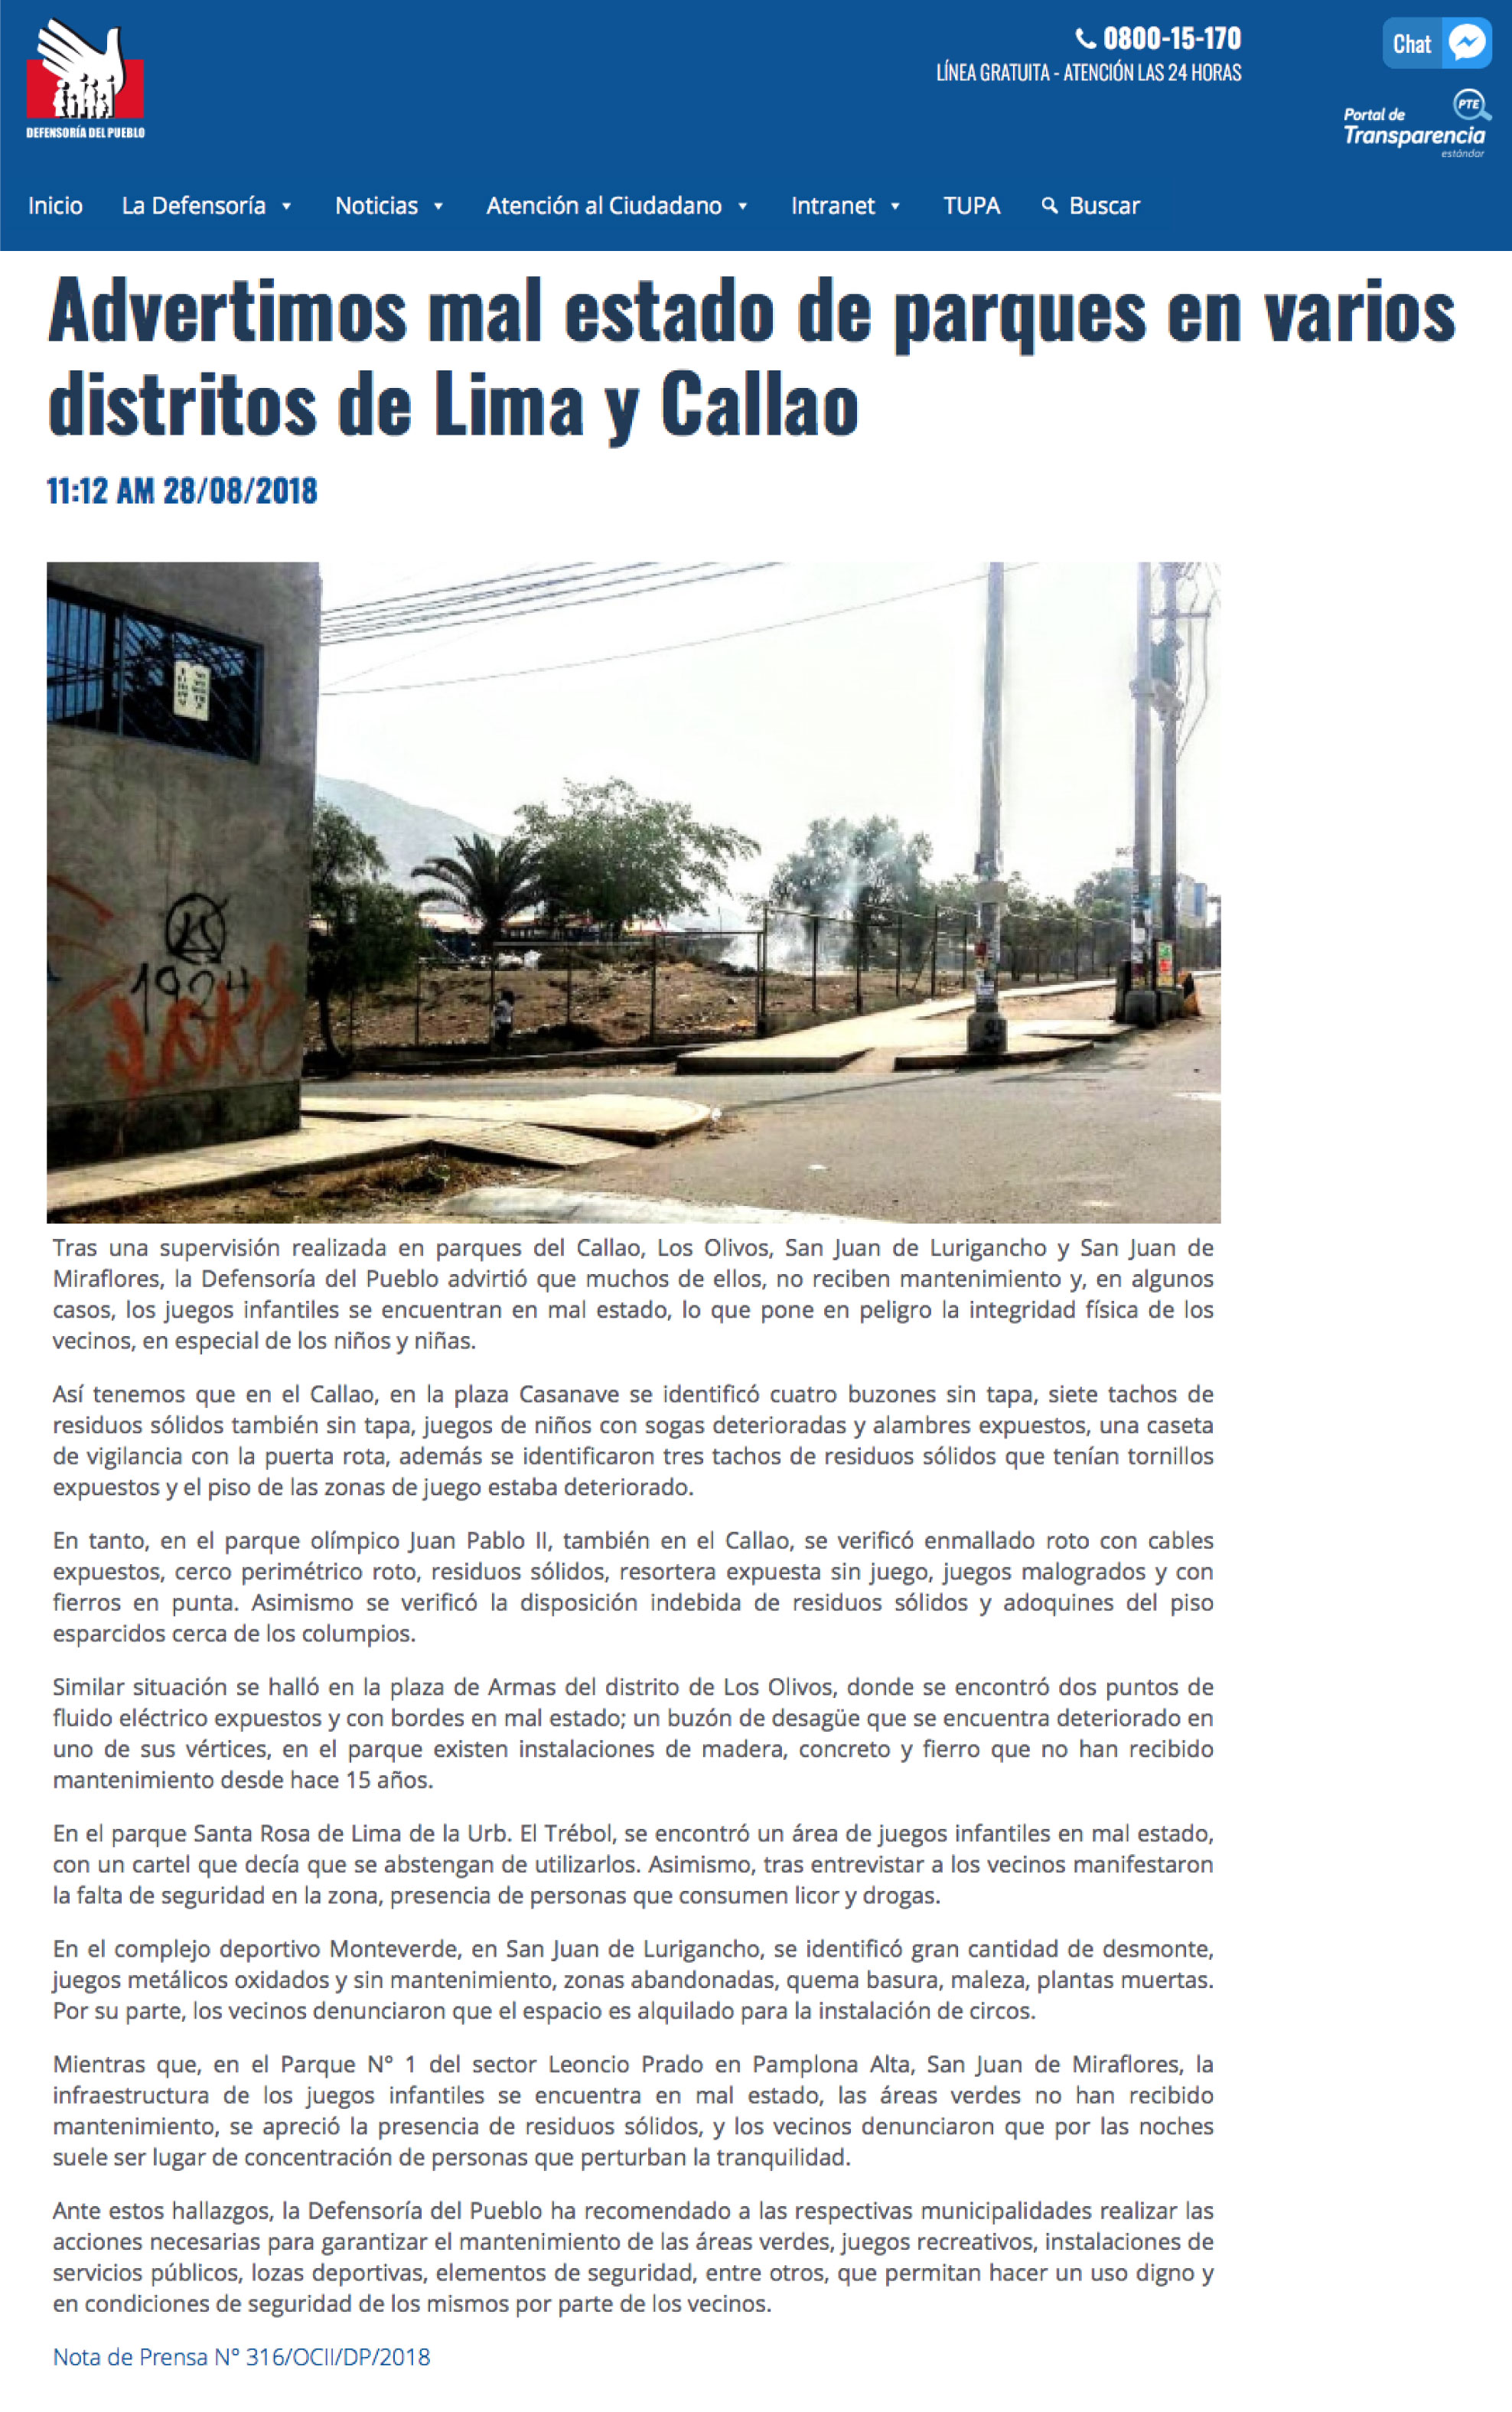 DEFENSORÍA DEL PUEBLO
0800-15-170
LÍNEA GRATUITA - ATENCIÓN LAS 24 HORAS
Chat
PTE
Portal de
Transparencia
estándar
Inicio La Defensoría Noticias Atención al Ciudadano Intranet TUPA Buscar
Advertimos mal estado de parques en varios
distritos de Lima y Callao
11:12 AM 28/08/2018
1924
Tras una supervisión realizada en parques del Callao, Los Olivos, San Juan de Lurigancho y San Juan de
Miraflores, la Defensoría del Pueblo advirtió que muchos de ellos, no reciben mantenimiento y, en algunos
casos, los juegos infantiles se encuentran en mal estado, lo que pone en peligro la integridad física de los
vecinos, en especial de los niños y niñas.
Así tenemos que en el Callao, en la plaza Casanave se identificó cuatro buzones sin tapa, siete tachos de
residuos sólidos también sin tapa, juegos de niños con sogas deterioradas y alambres expuestos, una caseta
de vigilancia con la puerta rota, además se identificaron tres tachos de residuos sólidos que tenían tornillos
expuestos y el piso de las zonas de juego estaba deteriorado.
En tanto, en el parque olímpico Juan Pablo II, también en el Callao, se verificó enmallado roto con cables
expuestos, cerco perimétrico roto, residuos sólidos, resortera expuesta sin juego, juegos malogrados y con
fierros en punta. Asimismo se verificó la disposición indebida de residuos sólidos y adoquines del piso
esparcidos cerca de los columpios.
Similar situación se halló en la plaza de Armas del distrito de Los Olivos, donde se encontró dos puntos de
fluido eléctrico expuestos y con bordes en mal estado; un buzón de desagüe que se encuentra deteriorado en
uno de sus vértices, en el parque existen instalaciones de madera, concreto y fierro que no han recibido
mantenimiento desde hace 15 años.
En el parque Santa Rosa de Lima de la Urb. El Trébol, se encontró un área de juegos infantiles en mal estado,
con un cartel que decía que se abstengan de utilizarlos. Asimismo, tras entrevistar a los vecinos manifestaron
la falta de seguridad en la zona, presencia de personas que consumen licor y drogas.
En el complejo deportivo Monteverde, en San Juan de Lurigancho, se identificó gran cantidad de desmonte,
juegos metálicos oxidados y sin mantenimiento, zonas abandonadas, quema basura, maleza, plantas muertas.
Por su parte, los vecinos denunciaron que el espacio es alquilado para la instalación de circos.
Mientras que, en el Parque N° 1 del sector Leoncio Prado en Pamplona Alta, San Juan de Miraflores, la
infraestructura de los juegos infantiles se encuentra en mal estado, las áreas verdes no han recibido
mantenimiento, se apreció la presencia de residuos sólidos, y los vecinos denunciaron que por las noches
suele ser lugar de concentración de personas que perturban la tranquilidad.
Ante estos hallazgos, la Defensoría del Pueblo ha recomendado a las respectivas municipalidades realizar las
acciones necesarias para garantizar el mantenimiento de las áreas verdes, juegos recreativos, instalaciones de
servicios públicos, lozas deportivas, elementos de seguridad, entre otros, que permitan hacer un uso digno y
en condiciones de seguridad de los mismos por parte de los vecinos.
Nota de Prensa N° 316/OCII/DP/2018